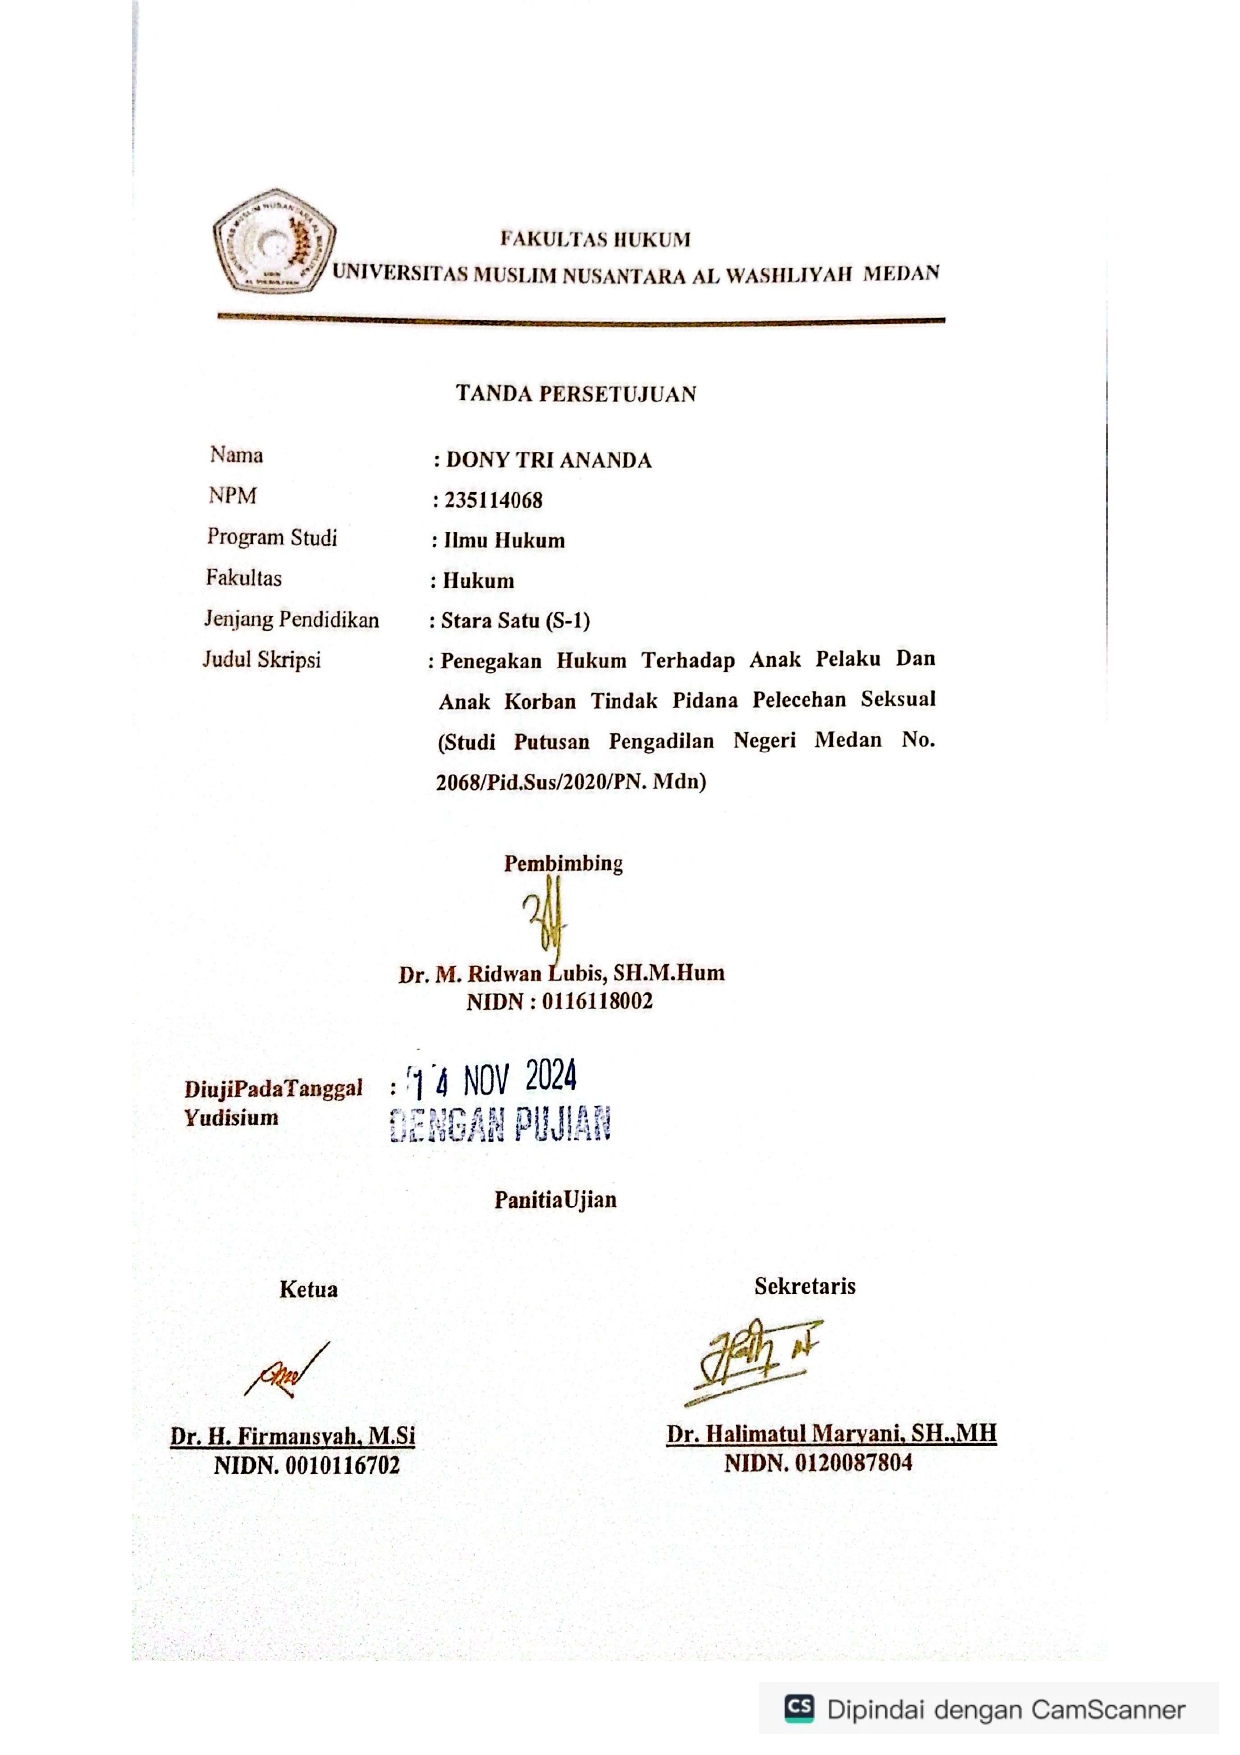 FAKULTAS HUKUM
UNIVERSITAS MUSLIM NUSANTARA AL WASHLIYAH MEDAN
TANDA PERSETUJUAN
Nama : DONY TRI ANANDA
NPM : 235114068
Program Studi : Ilmu Hukum
Fakultas : Hukum
Jenjang Pendidikan : Stara Satu (S-1)
Judul Skripsi : Penegakan Hukum Terhadap Anak Pelaku Dan
Anak Korban Tindak Pidana Pelecehan Seksual
(Studi Putusan Pengadilan Negeri Medan No.
2068/Pid.Sus/2020/PN. Mdn)
Pembimbing
Dr. M. Ridwan Lubis, SH.M.Hum
NIDN : 0116118002
DiujiPadaTanggal : 14 NOV 2024
Yudisium DENGAN PUJIAN
PanitiaUjian
Ketua Sekretaris
Dr. H. Firmansyah, M.Si Dr. Halimatul Maryani, SH.,MH
NIDN. 0010116702 NIDN. 0120087804
CS Dipindai dengan CamScanner